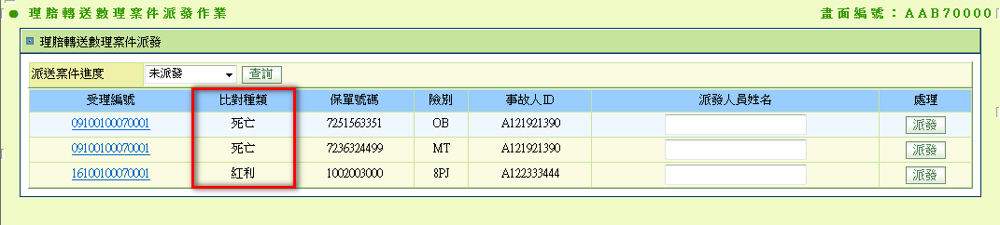 理賠轉送數理案件派發作業 畫面編號：AAB70000
理賠轉送數理案件派發
派送案件進度 未派發 查詢
受理編號 比對種類 保單號碼 險別 事故人ID 派發人員姓名 處理
09100100070001 死亡 7251563351 OB A121921390 派發
09100100070001 死亡 7236324499 MT A121921390 派發
16100100070001 紅利 1002003000 8PJ A122333444 派發